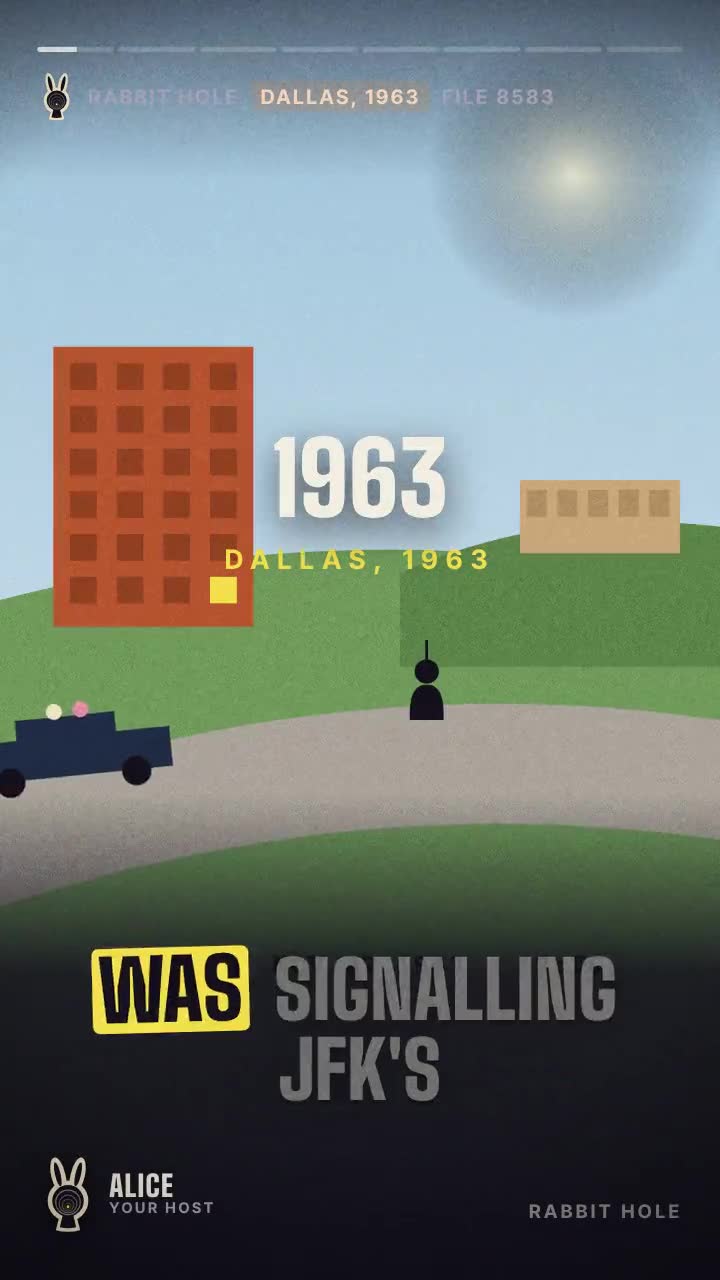 RABBIT HOLE DALLAS, 1963 FILE 8583
1963
DALLAS, 1963
WAS SIGNALLING
JFK'S
ALICE
YOUR HOST
RABBIT HOLE